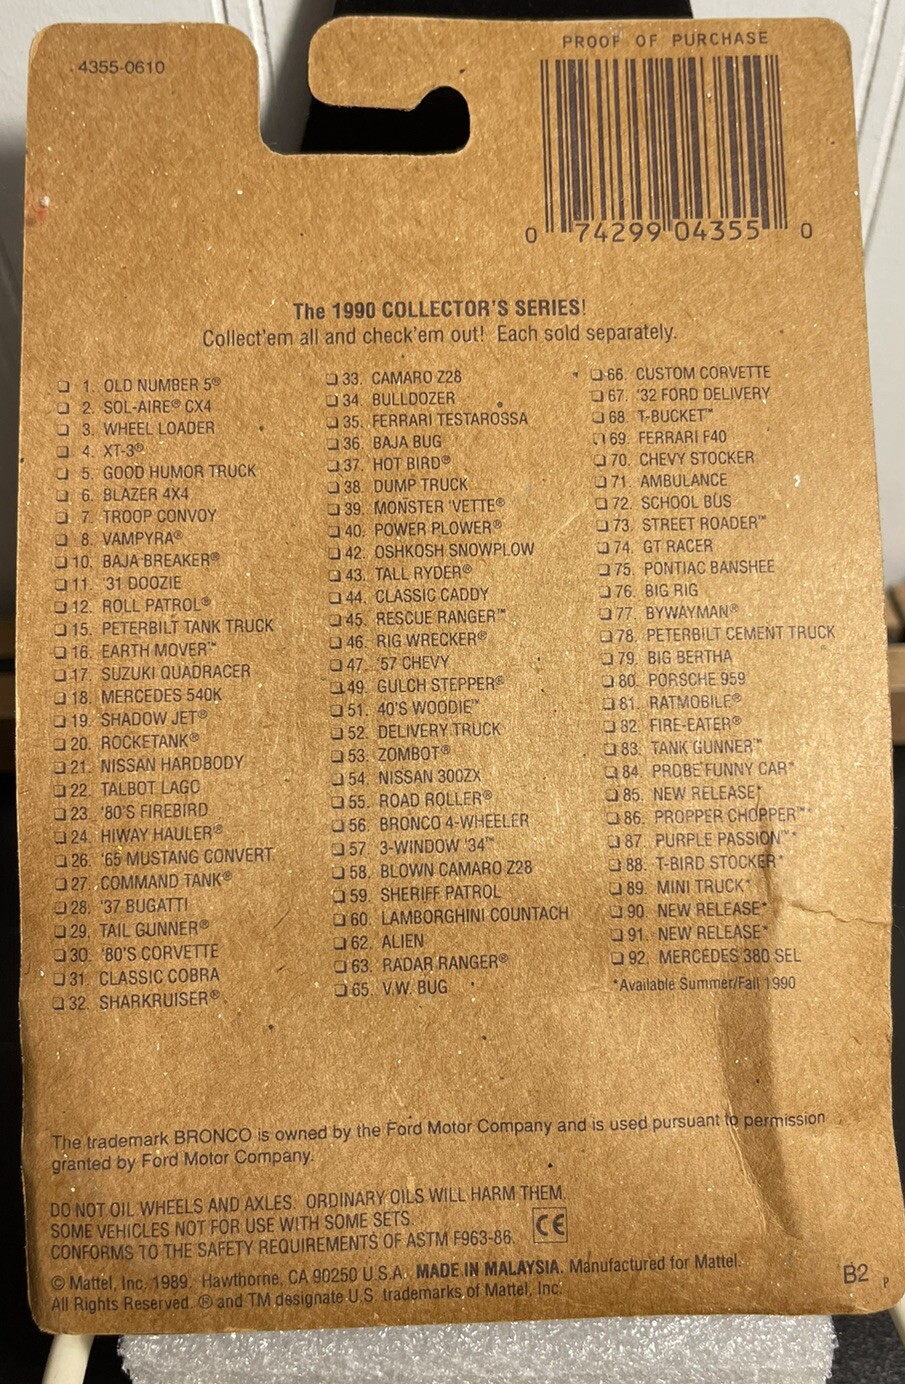 4355-0610
PROOF OF PURCHASE
0 74299 04355 0
The 1990 COLLECTOR'S SERIES!
Collect'em all and check'em out! Each sold separately.
❏ 1. OLD NUMBER 5®
❏ 2. SOL-AIRE® CX4
❏ 3. WHEEL LOADER
❏ 4. XT-3®
❏ 5. GOOD HUMOR TRUCK
❏ 6. BLAZER 4X4
❏ 7. TROOP CONVOY
❏ 8. VAMPYRA®
❏ 10. BAJA BREAKER®
❏ 11. '31 DOOZIE
❏ 12. ROLL PATROL®
❏ 15. PETERBILT TANK TRUCK
❏ 16. EARTH MOVER™
❏ 17. SUZUKI QUADRACER
❏ 18. MERCEDES 540K
❏ 19. SHADOW JET®
❏ 20. ROCKETANK®
❏ 21. NISSAN HARDBODY
❏ 22. TALBOT LAGO
❏ 23. '80'S FIREBIRD
❏ 24. HIWAY HAULER®
❏ 26. '65 MUSTANG CONVERT.
❏ 27. COMMAND TANK®
❏ 28. '37 BUGATTI
❏ 29. TAIL GUNNER®
❏ 30. '80'S CORVETTE
❏ 31. CLASSIC COBRA
❏ 32. SHARKRUISER®
❏ 33. CAMARO Z28
❏ 34. BULLDOZER
❏ 35. FERRARI TESTAROSSA
❏ 36. BAJA BUG
❏ 37. HOT BIRD®
❏ 38. DUMP TRUCK
❏ 39. MONSTER 'VETTE®
❏ 40. POWER PLOWER®
❏ 42. OSHKOSH SNOWPLOW
❏ 43. TALL RYDER®
❏ 44. CLASSIC CADDY
❏ 45. RESCUE RANGER™
❏ 46. RIG WRECKER®
❏ 47. '57 CHEVY
❏ 49. GULCH STEPPER®
❏ 51. 40'S WOODIE™
❏ 52. DELIVERY TRUCK
❏ 53. ZOMBOT®
❏ 54. NISSAN 300ZX
❏ 55. ROAD ROLLER®
❏ 56. BRONCO 4-WHEELER
❏ 57. 3-WINDOW '34™
❏ 58. BLOWN CAMARO Z28
❏ 59. SHERIFF PATROL
❏ 60. LAMBORGHINI COUNTACH
❏ 62. ALIEN
❏ 63. RADAR RANGER®
❏ 65. V.W. BUG
❏ 66. CUSTOM CORVETTE
❏ 67. '32 FORD DELIVERY
❏ 68. T-BUCKET™
❏ 69. FERRARI F40
❏ 70. CHEVY STOCKER
❏ 71. AMBULANCE
❏ 72. SCHOOL BUS
❏ 73. STREET ROADER™
❏ 74. GT RACER
❏ 75. PONTIAC BANSHEE
❏ 76. BIG RIG
❏ 77. BYWAYMAN®
❏ 78. PETERBILT CEMENT TRUCK
❏ 79. BIG BERTHA
❏ 80. PORSCHE 959
❏ 81. RATMOBILE®
❏ 82. FIRE-EATER®
❏ 83. TANK GUNNER™
❏ 84. PROBE FUNNY CAR*
❏ 85. NEW RELEASE*
❏ 86. PROPPER CHOPPER™*
❏ 87. PURPLE PASSION™*
❏ 88. T-BIRD STOCKER*
❏ 89. MINI TRUCK*
❏ 90. NEW RELEASE*
❏ 91. NEW RELEASE*
❏ 92. MERCEDES 380 SEL
*Available Summer/Fall 1990
The trademark BRONCO is owned by the Ford Motor Company and is used pursuant to permission
granted by Ford Motor Company.
DO NOT OIL WHEELS AND AXLES. ORDINARY OILS WILL HARM THEM.
SOME VEHICLES NOT FOR USE WITH SOME SETS.
CONFORMS TO THE SAFETY REQUIREMENTS OF ASTM F963-86. CE
© Mattel, Inc. 1989. Hawthorne, CA 90250 U.S.A. MADE IN MALAYSIA. Manufactured for Mattel.
All Rights Reserved. ® and TM designate U.S. trademarks of Mattel, Inc.
B2 P